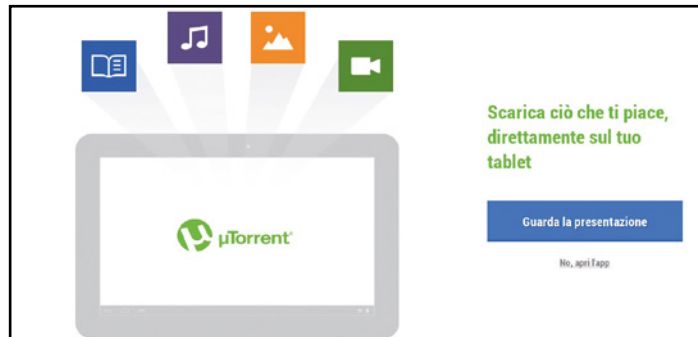 Scarica ciò che ti piace,
direttamente sul tuo
tablet
µTorrent®
Guarda la presentazione
No, apri l'app